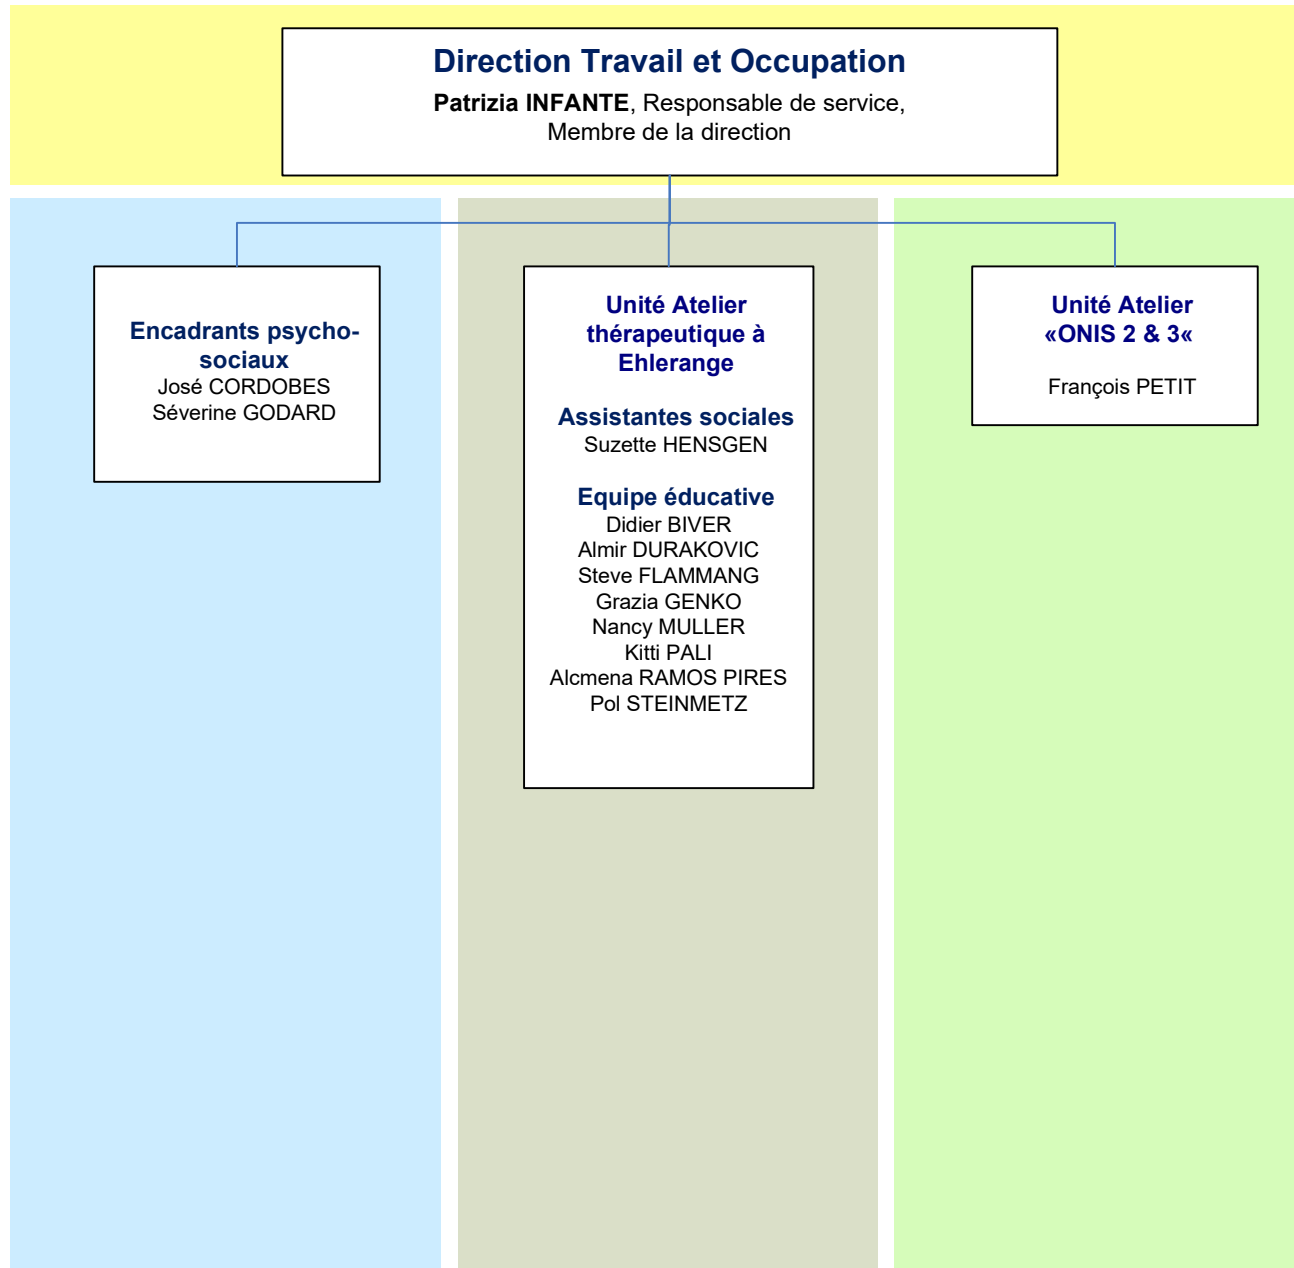 Direction Travail et Occupation
Patrizia INFANTE, Responsable de service,
Membre de la direction
Encadrants psycho-
sociaux
José CORDOBES
Séverine GODARD
Unité Atelier
thérapeutique à
Ehlerange
Assistantes sociales
Suzette HENSGEN
Equipe éducative
Didier BIVER
Almir DURAKOVIC
Steve FLAMMANG
Grazia GENKO
Nancy MULLER
Kitti PALI
Alcmena RAMOS PIRES
Pol STEINMETZ
Unité Atelier
«ONIS 2 & 3«
François PETIT